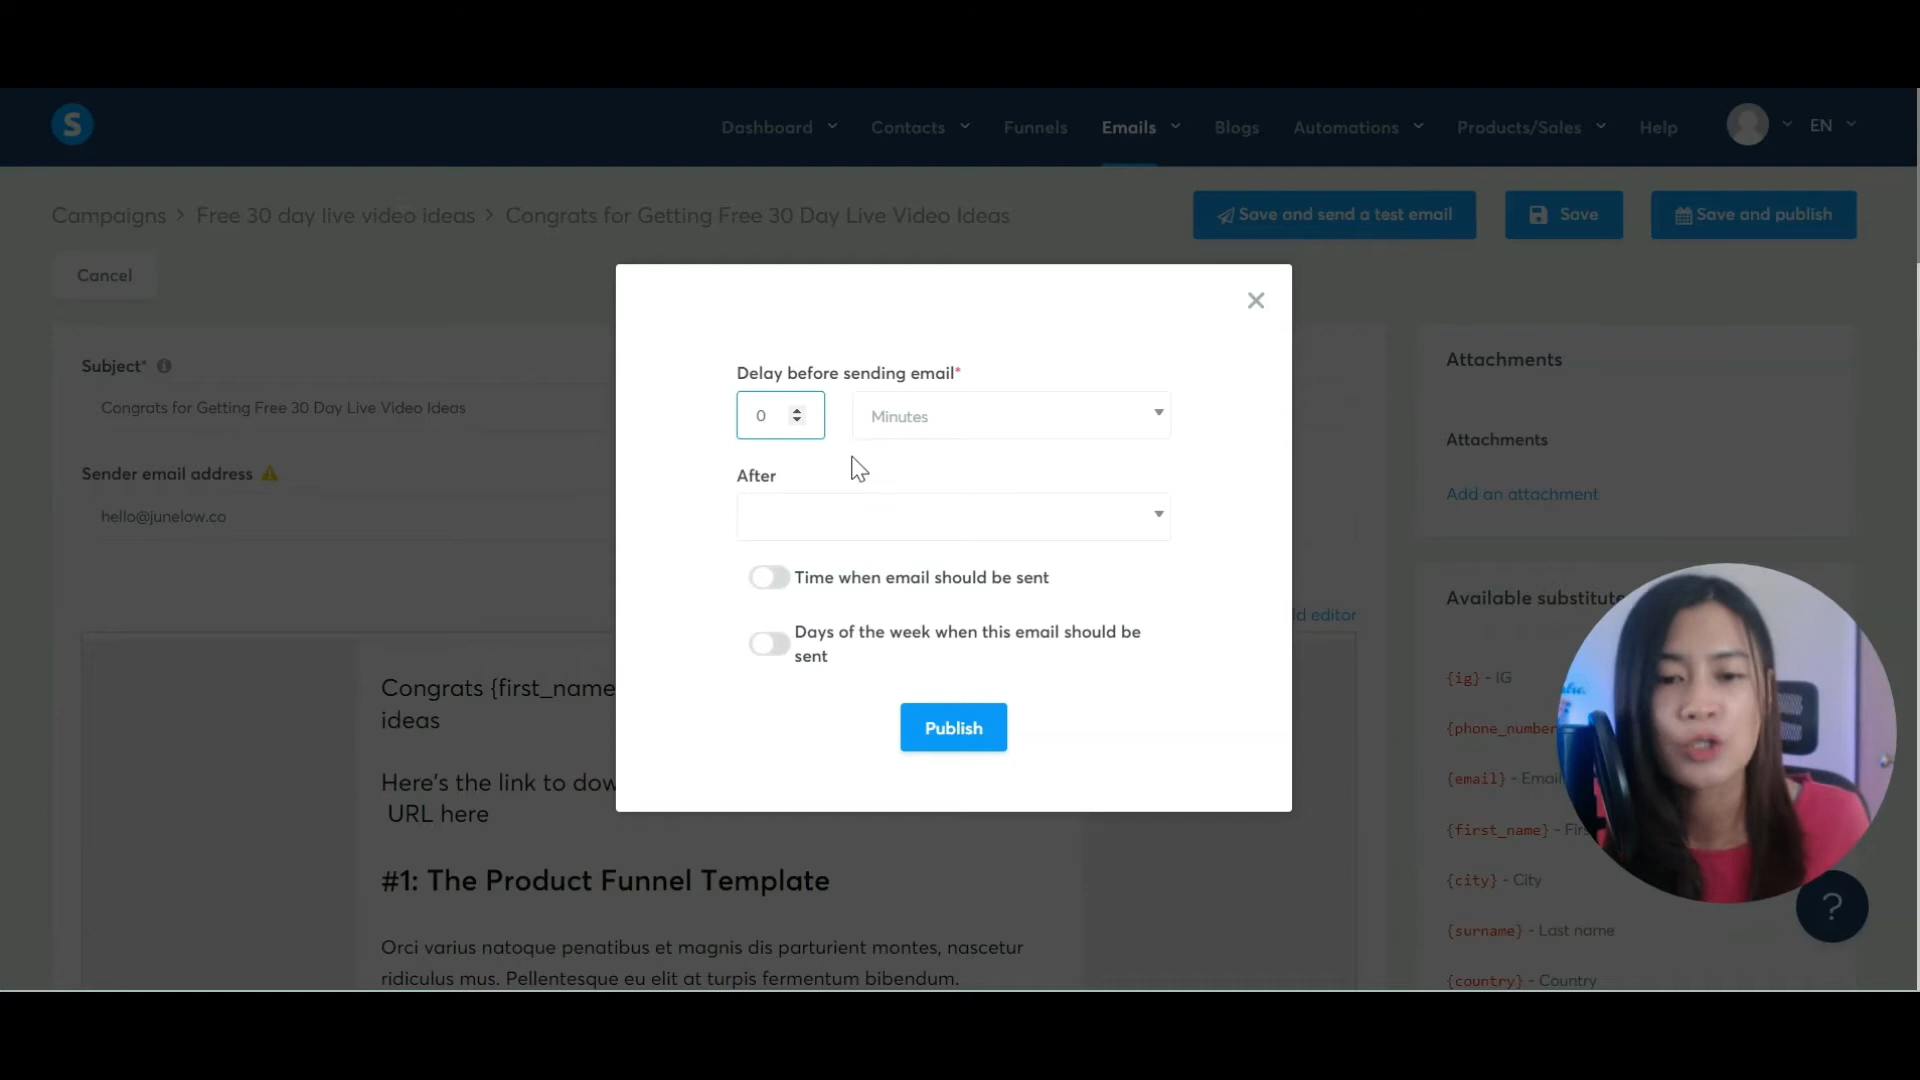 S
Dashboard
Contacts
Funnels
Emails
Blogs
Automations
Products/Sales
Help
EN
Campaigns > Free 30 day live video ideas > Congrats for Getting Free 30 Day Live Video Ideas
Save and send a test email
Save
Save and publish
Cancel
Subject*
Congrats for Getting Free 30 Day Live Video Ideas
Sender email address
hello@junelow.co
Delay before sending email*
0
Minutes
After
Time when email should be sent
Days of the week when this email should be
sent
Publish
editor
Congrats {first_name
ideas
Here's the link to dow
URL here
#1: The Product Funnel Template
Orci varius natoque penatibus et magnis dis parturient montes, nascetur
ridiculus mus. Pellentesque eu elit at turpis fermentum bibendum.
Attachments
Attachments
Add an attachment
Available substitute
{ig} - IG
{phone_number
{email} - Email
{first_name} - Fir
{city} - City
{surname} - Last name
{country} - Country
?